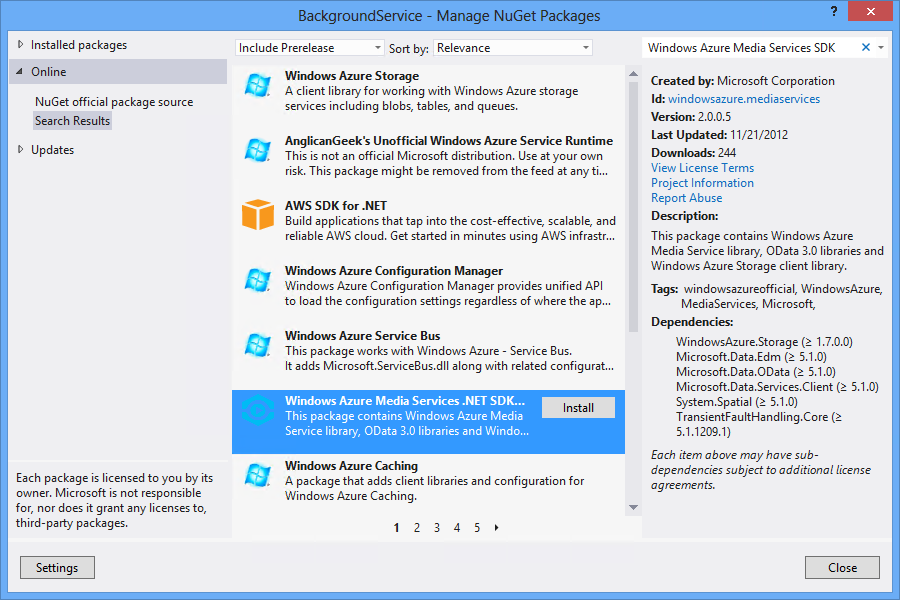 BackgroundService - Manage NuGet Packages
?
Installed packages
Online
NuGet official package source
Search Results
Updates
Each package is licensed to you by its
owner. Microsoft is not responsible
for, nor does it grant any licenses to,
third-party packages.
Include Prerelease
Sort by:
Relevance
Windows Azure Storage
A client library for working with Windows Azure storage
services including blobs, tables, and queues.
AnglicanGeek's Unofficial Windows Azure Service Runtime
This is not an official Microsoft distribution. Use at your own
risk. This package might be removed from the feed at any ti...
AWS SDK for .NET
Build applications that tap into the cost-effective, scalable, and
reliable AWS cloud. Get started in minutes using AWS infrastr...
Windows Azure Configuration Manager
Windows Azure Configuration Manager provides unified API
to load the configuration settings regardless of where the ap...
Windows Azure Service Bus
This package works with Windows Azure - Service Bus.
It adds Microsoft.ServiceBus.dll along with related configurat...
Windows Azure Media Services .NET SDK...
This package contains Windows Azure Media
Service library, OData 3.0 libraries and Windo...
Install
Windows Azure Caching
A package that adds client libraries and configuration for
Windows Azure Caching.
1 2 3 4 5
Windows Azure Media Services SDK
Created by: Microsoft Corporation
Id: windowsazure.mediaservices
Version: 2.0.0.5
Last Updated: 11/21/2012
Downloads: 244
View License Terms
Project Information
Report Abuse
Description:
This package contains Windows Azure
Media Service library, OData 3.0 libraries and
Windows Azure Storage client library.
Tags: windowsazureofficial, WindowsAzure,
MediaServices, Microsoft,
Dependencies:
WindowsAzure.Storage (≥ 1.7.0.0)
Microsoft.Data.Edm (≥ 5.1.0)
Microsoft.Data.OData (≥ 5.1.0)
Microsoft.Data.Services.Client (≥ 5.1.0)
System.Spatial (≥ 5.1.0)
TransientFaultHandling.Core (≥
5.1.1209.1)
Each item above may have sub-
dependencies subject to additional license
agreements.
Settings
Close